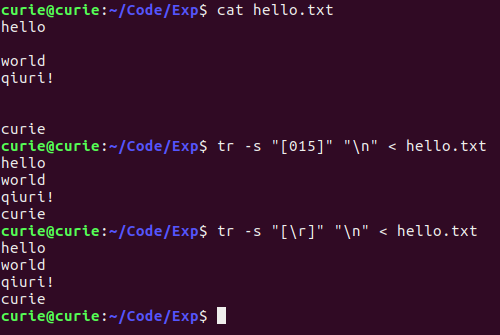 curie@curie:~/Code/Exp$ cat hello.txt
hello

world
qiuri!


curie
curie@curie:~/Code/Exp$ tr -s "[015]" "\n" < hello.txt
hello
world
qiuri!
curie
curie@curie:~/Code/Exp$ tr -s "[\r]" "\n" < hello.txt
hello
world
qiuri!
curie
curie@curie:~/Code/Exp$